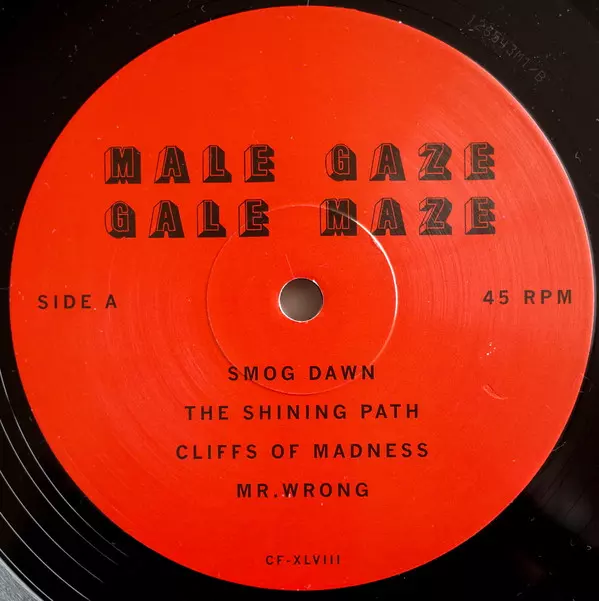 MALE GAZE
GALE MAZE
SIDE A
45 RPM
SMOG DAWN
THE SHINING PATH
CLIFFS OF MADNESS
MR. WRONG
CF-XLVIII